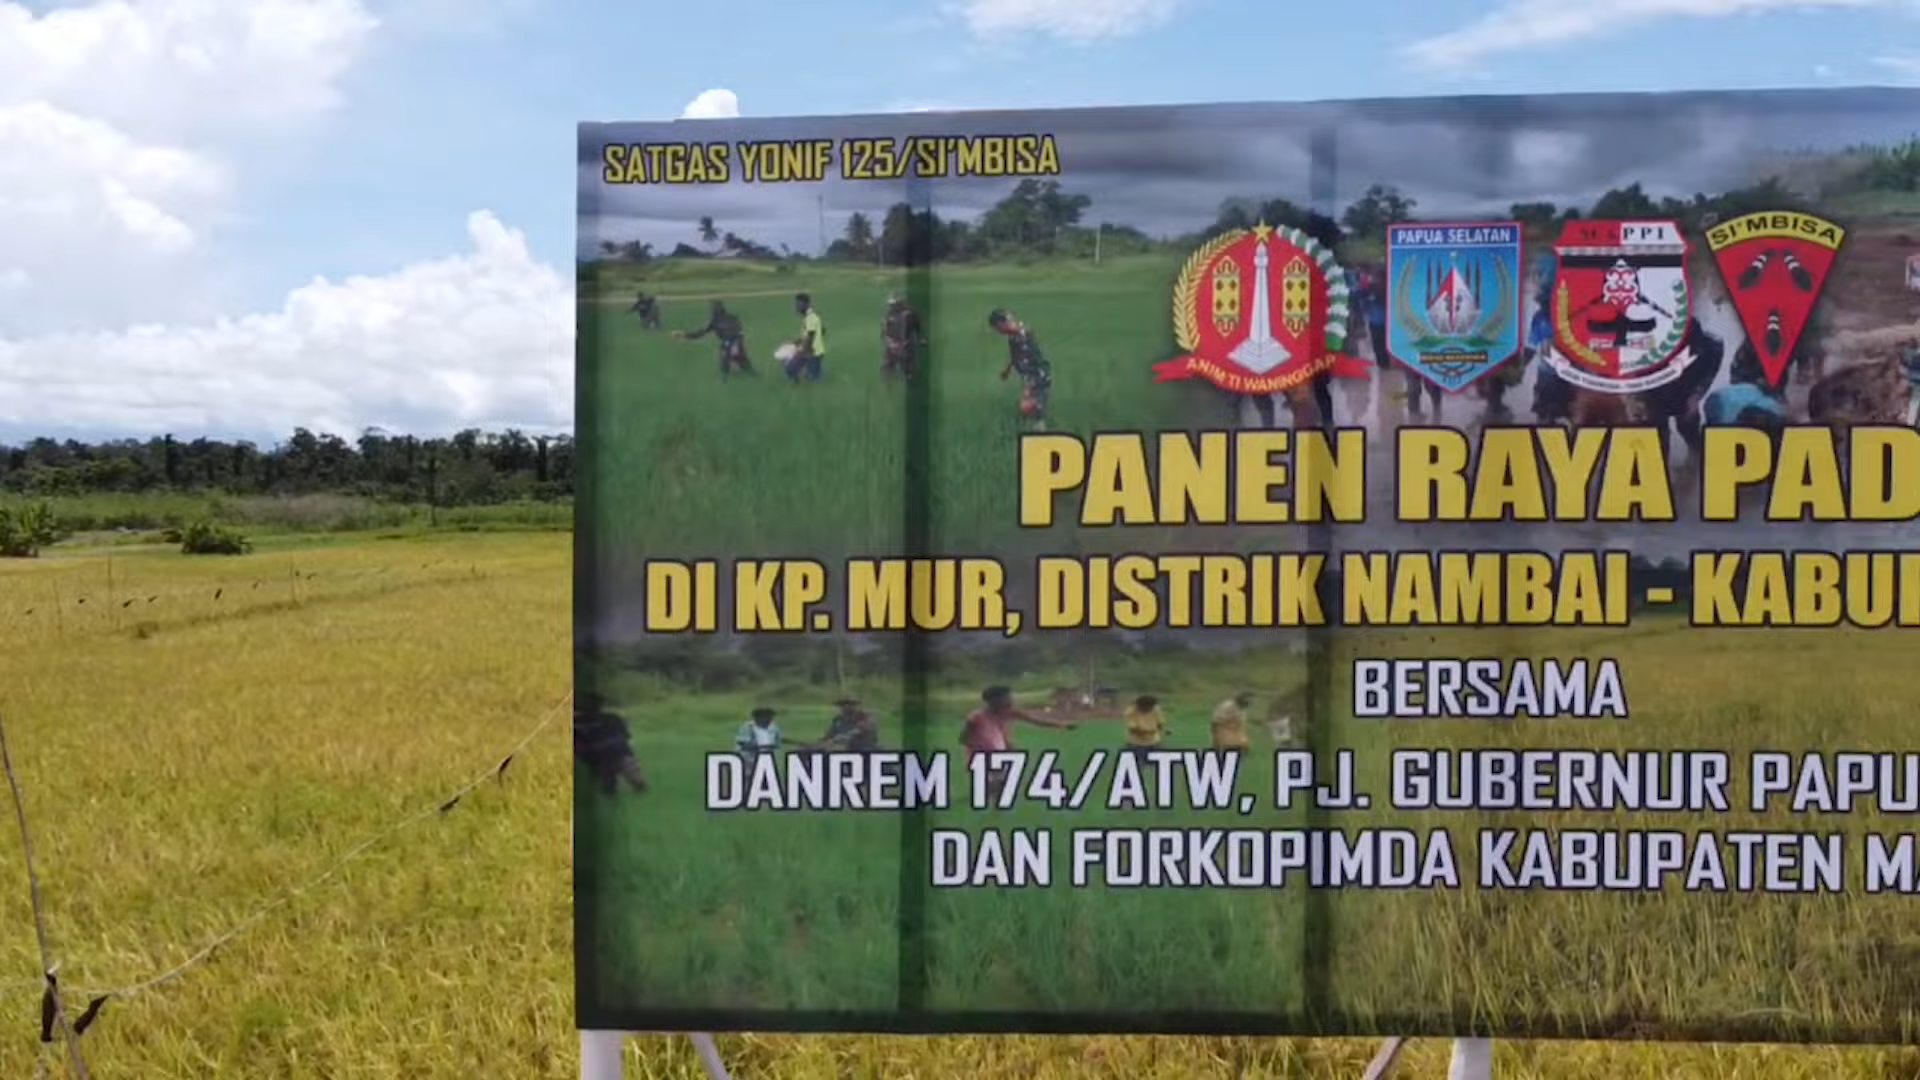 SATGAS YONIF 125/SI'MBISA
ANIM TI WANINGGAP
PAPUA SELATAN
SI'MBISA
PANEN RAYA PAD
DI KP. MUR, DISTRIK NAMBAI - KABU
BERSAMA
DANREM 174/ATW, PJ. GUBERNUR PAPU
DAN FORKOPIMDA KABUPATEN MA